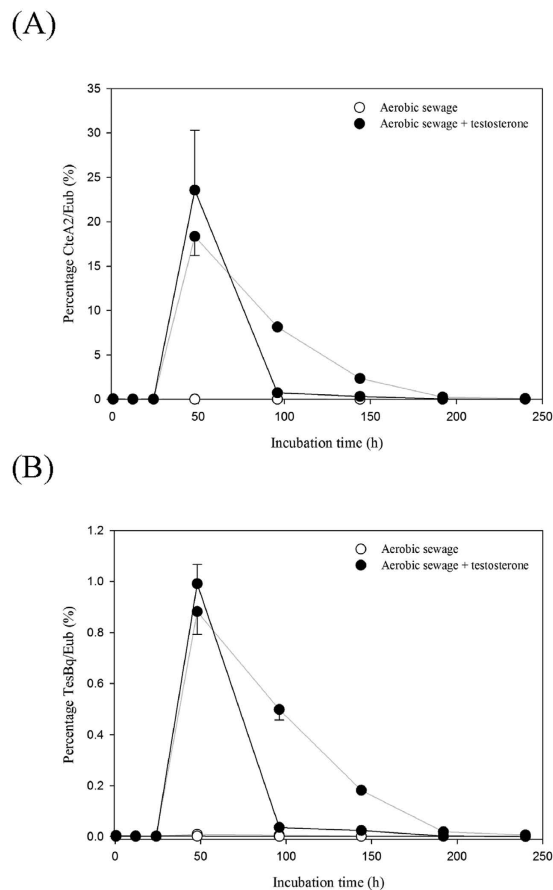 (A)
35
30
25
20
15
10
5
0
Percentage CteA2/Eub (%)
Aerobic sewage
Aerobic sewage + testosterone
0 50 100 150 200 250
Incubation time (h)
(B)
1.2
1.0
0.8
0.6
0.4
0.2
0.0
Percentage TesBq/Eub (%)
Aerobic sewage
Aerobic sewage + testosterone
0 50 100 150 200 250
Incubation time (h)